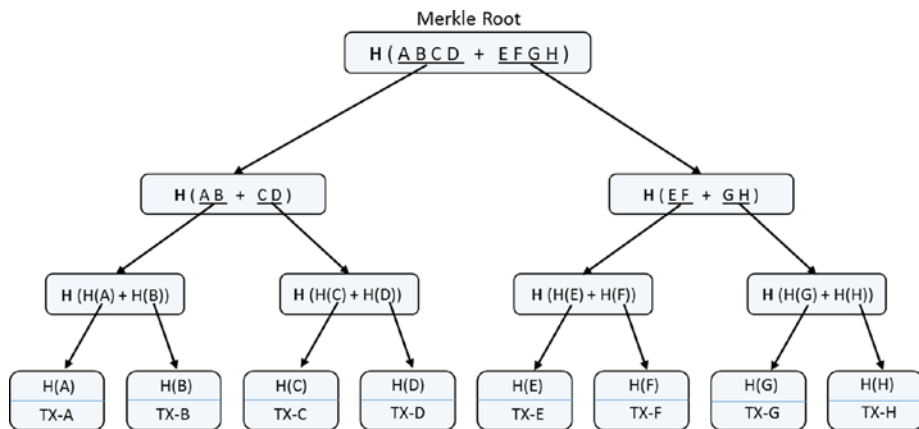 Merkle Root
H ( A B C D + E F G H )
H ( A B + C D )
H ( E F + G H )
H (H(A) + H(B))
H (H(C) + H(D))
H (H(E) + H(F))
H (H(G) + H(H))
H(A)
TX-A
H(B)
TX-B
H(C)
TX-C
H(D)
TX-D
H(E)
TX-E
H(F)
TX-F
H(G)
TX-G
H(H)
TX-H